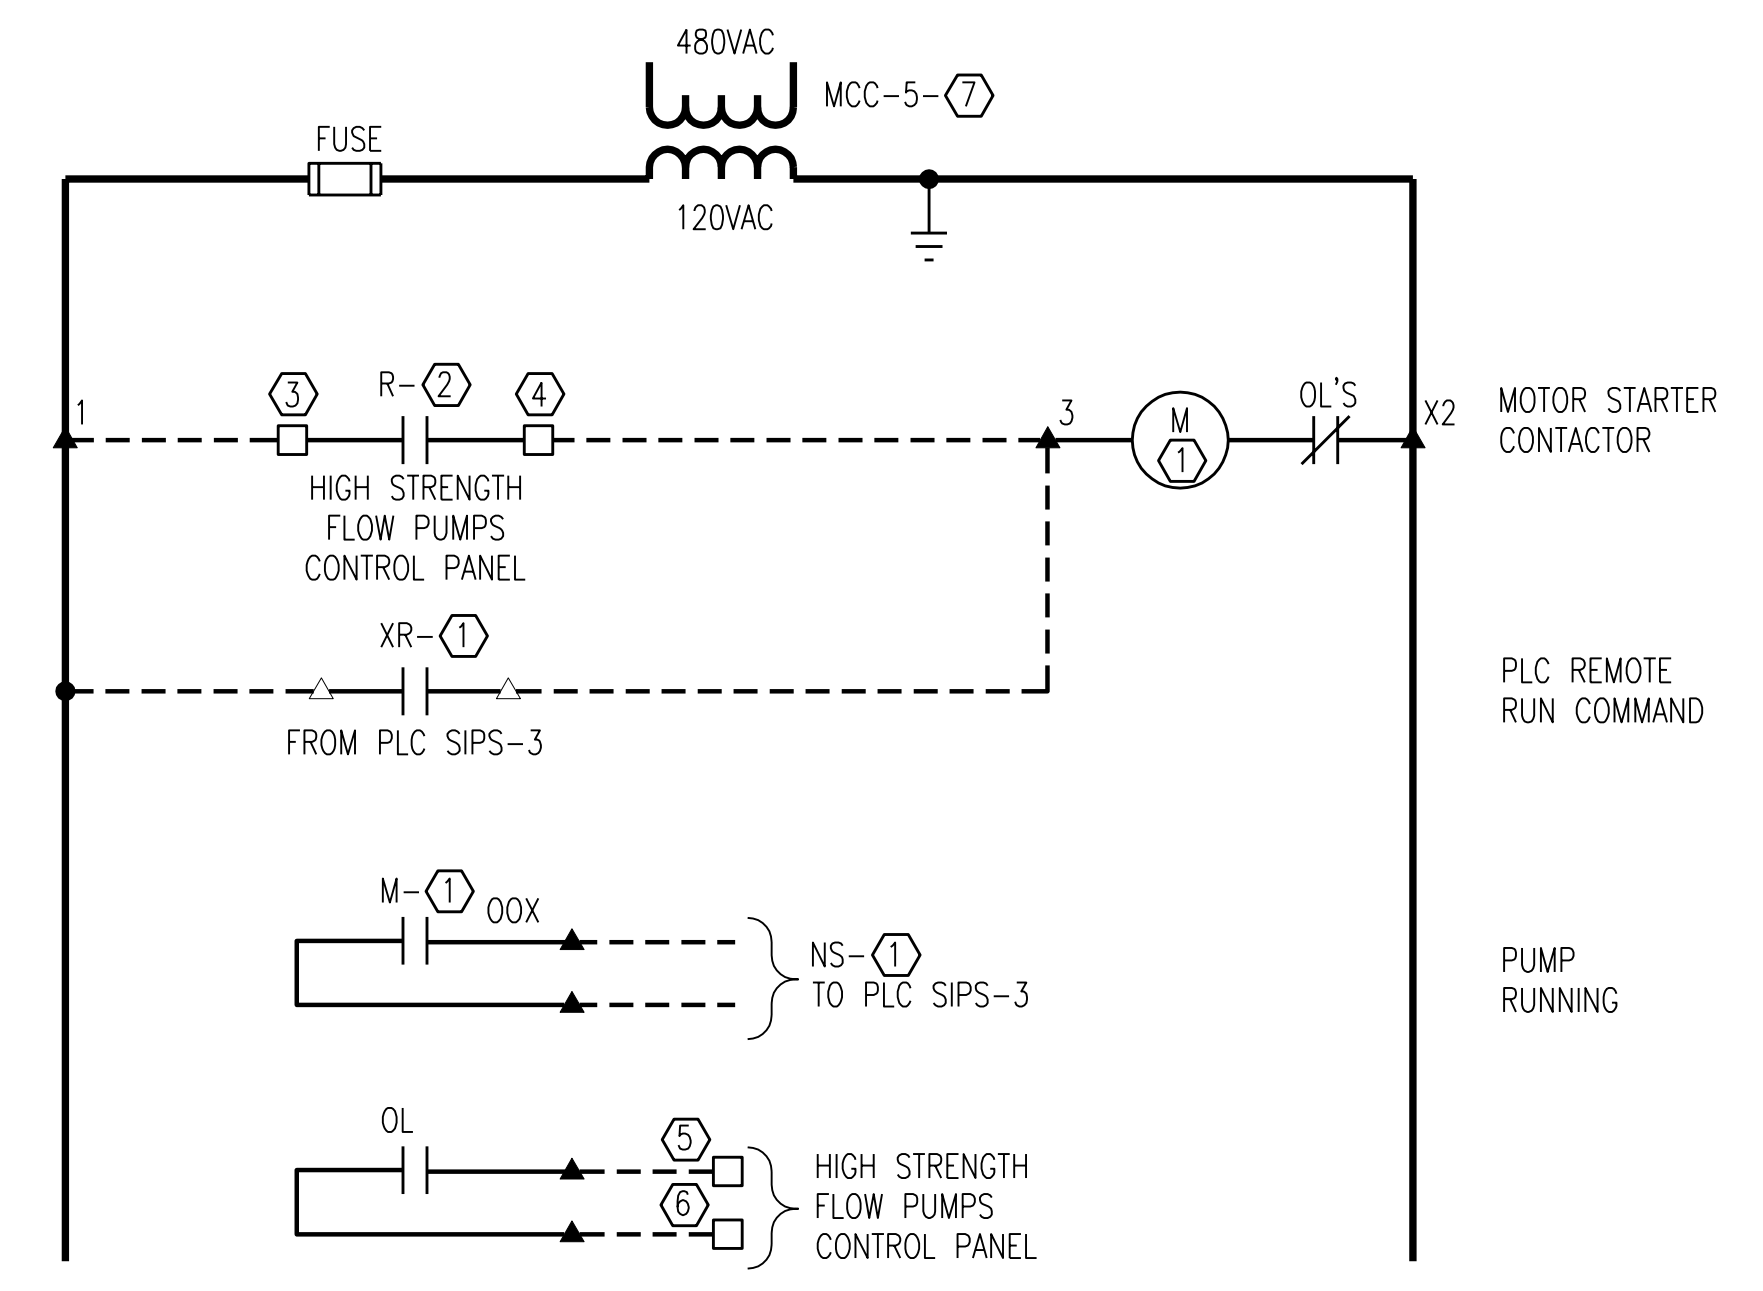 480VAC
MCC-5-7
FUSE
120VAC
3
R-2
4
1
3
M
1
OL'S
X2
MOTOR STARTER
CONTACTOR
HIGH STRENGTH
FLOW PUMPS
CONTROL PANEL
XR-1
FROM PLC SIPS-3
PLC REMOTE
RUN COMMAND
M-1
OOX
NS-1
TO PLC SIPS-3
PUMP
RUNNING
OL
5
6
HIGH STRENGTH
FLOW PUMPS
CONTROL PANEL